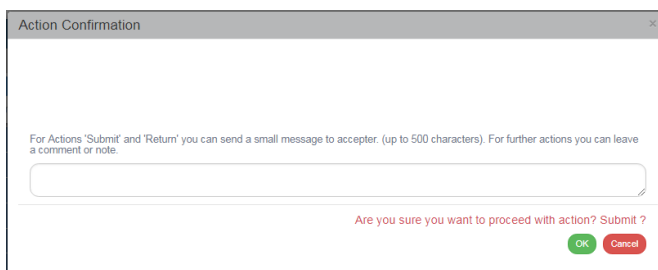 Action Confirmation
×
For Actions 'Submit' and 'Return' you can send a small message to accepter. (up to 500 characters). For further actions you can leave
a comment or note.
Are you sure you want to proceed with action? Submit ?
OK Cancel